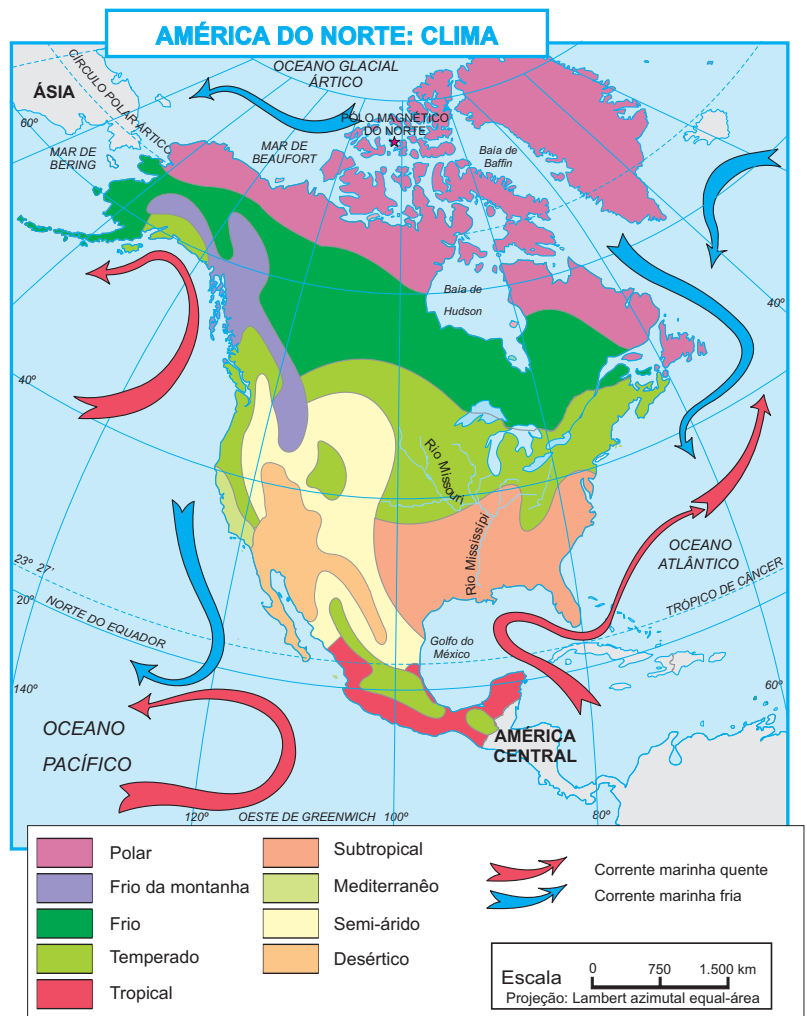 AMÉRICA DO NORTE: CLIMA
OCEANO GLACIAL
ÁRTICO
ÁSIA
CÍRCULO POLAR ÁRTICO
60º
MAR DE
BERING
MAR DE
BEAUFORT
PÓLO MAGNÉTICO
DO NORTE
Baía de
Baffin
Baía de
Hudson
40º
40º
Rio Missouri
Rio Mississípi
OCEANO
ATLÂNTICO
TRÓPICO DE CÂNCER
23º 27'
20º
NORTE DO EQUADOR
Golfo do
México
140º
60º
OCEANO
PACÍFICO
AMÉRICA
CENTRAL
120º
OESTE DE GREENWICH
100º
80º
Polar
Frio da montanha
Frio
Temperado
Tropical
Subtropical
Mediterranêo
Semi-árido
Desértico
Corrente marinha quente
Corrente marinha fria
Escala
0 750 1.500 km
Projeção: Lambert azimutal equal-área